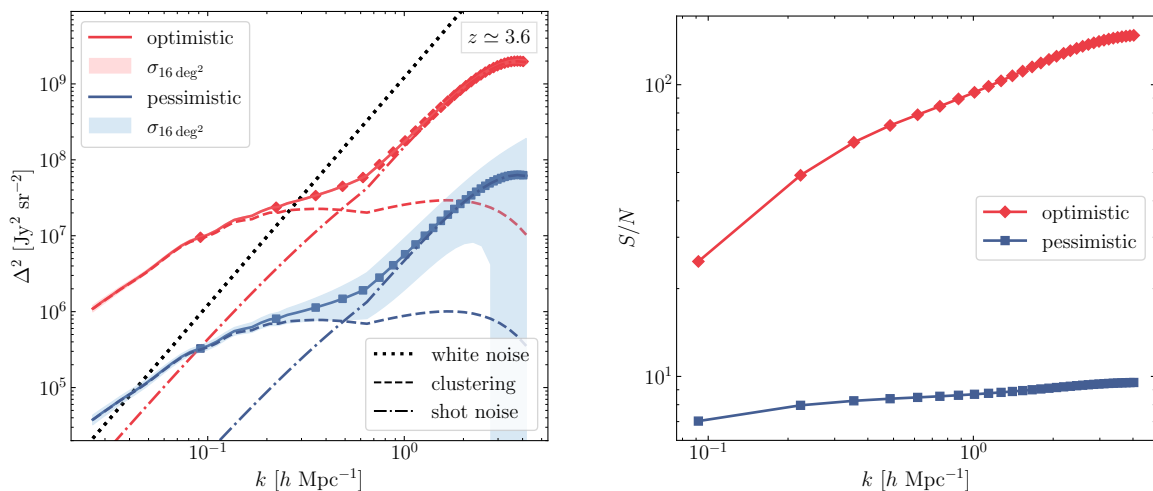 optimistic
σ₁₆ deg²
pessimistic
σ₁₆ deg²
z ≃ 3.6
10⁹
10⁸
10⁷
10⁶
10⁵
Δ² [Jy² sr⁻²]
white noise
clustering
shot noise
10⁻¹
10⁰
k [h Mpc⁻¹]
10²
10¹
S/N
optimistic
pessimistic
10⁻¹
10⁰
k [h Mpc⁻¹]